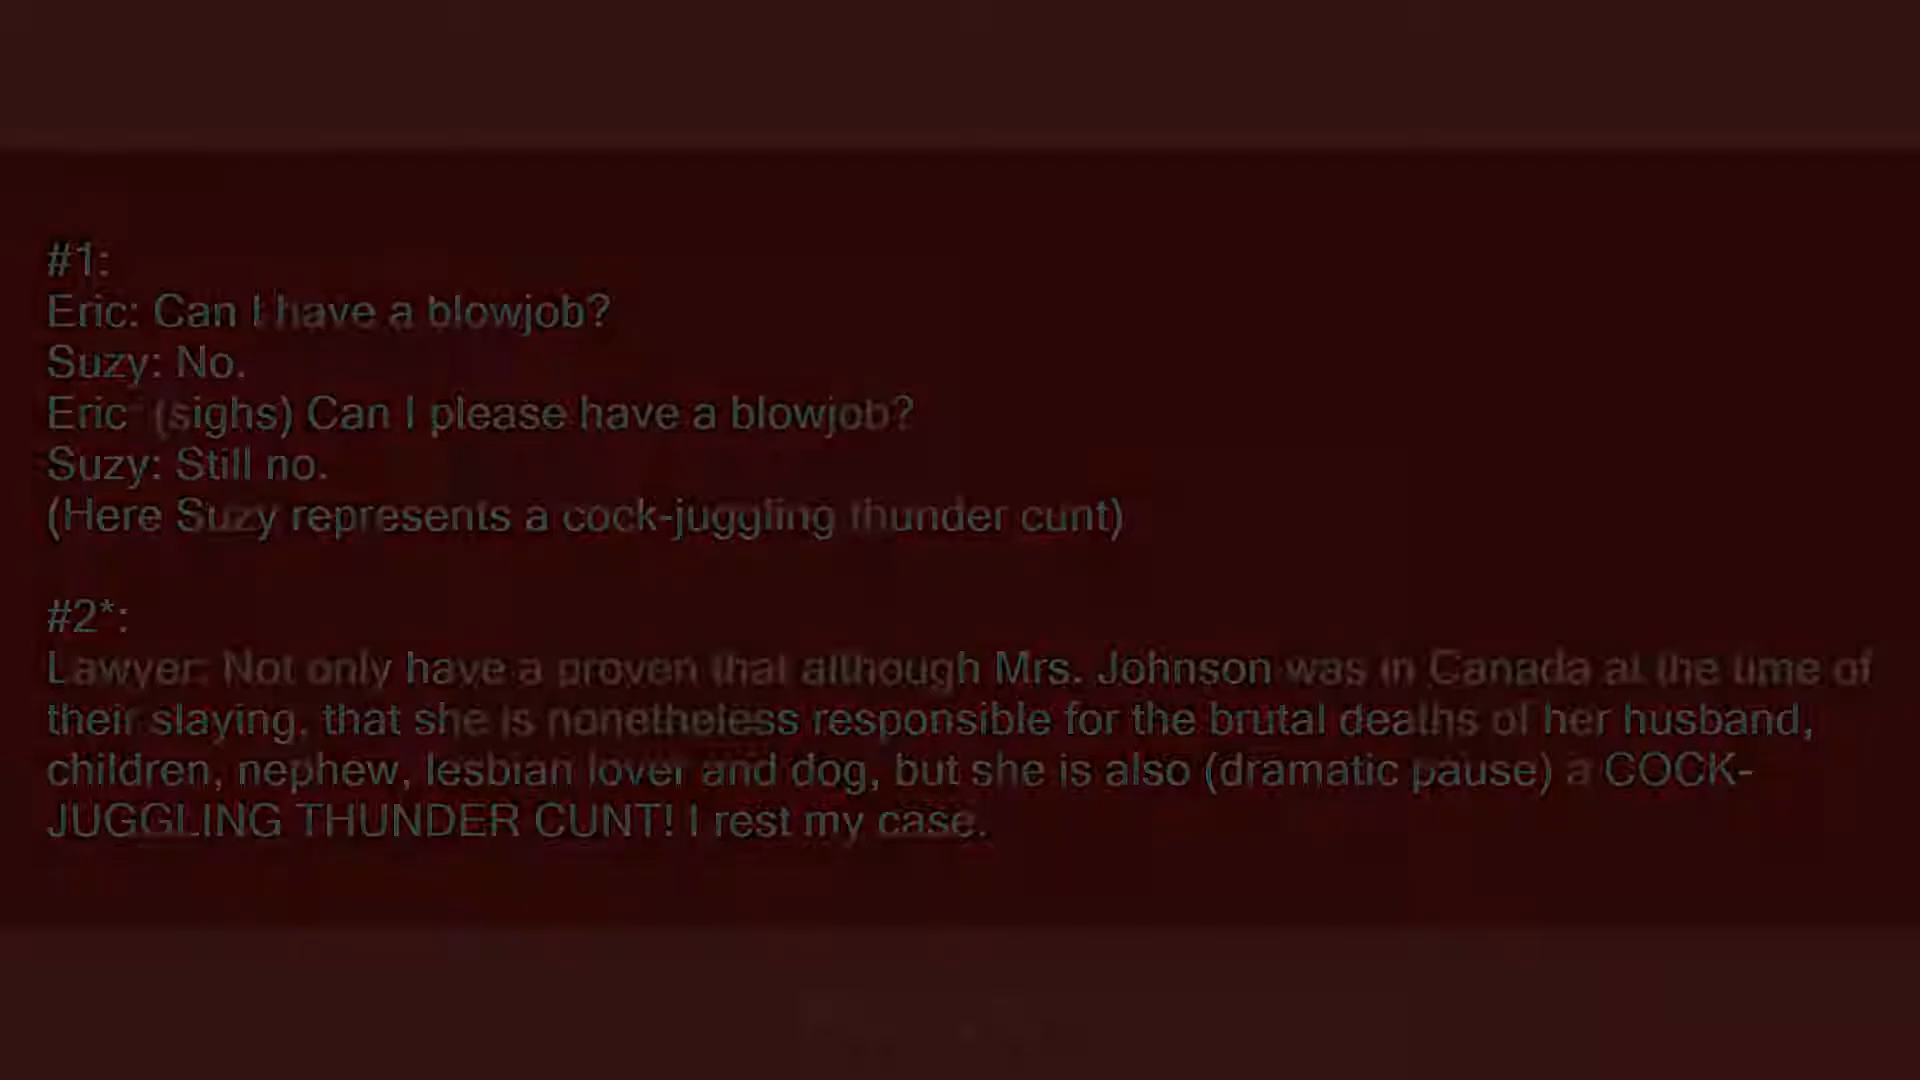 #1:
Eric: Can I have a blowjob?
Suzy: No.
Eric: (sighs) Can I please have a blowjob?
Suzy: Still no.
(Here Suzy represents a cock-juggling thunder cunt)
#2*:
Lawyer: Not only have a proven that although Mrs. Johnson was in Canada at the time of
their slaying, that she is nonetheless responsible for the brutal deaths of her husband,
children, nephew, lesbian lover and dog, but she is also (dramatic pause) a COCK-
JUGGLING THUNDER CUNT! I rest my case.